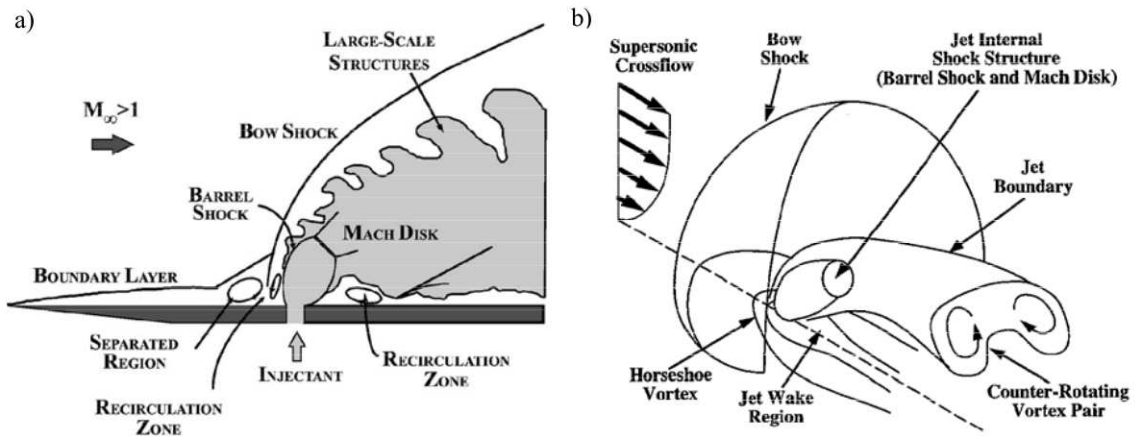 a)
LARGE-SCALE
STRUCTURES
M∞>1
BOW SHOCK
BARREL
SHOCK
MACH DISK
BOUNDARY LAYER
SEPARATED
REGION
INJECTANT
RECIRCULATION
ZONE
RECIRCULATION
ZONE
b)
Supersonic
Crossflow
Bow
Shock
Jet Internal
Shock Structure
(Barrel Shock and Mach Disk)
Jet
Boundary
Horseshoe
Vortex
Jet Wake
Region
Counter-Rotating
Vortex Pair